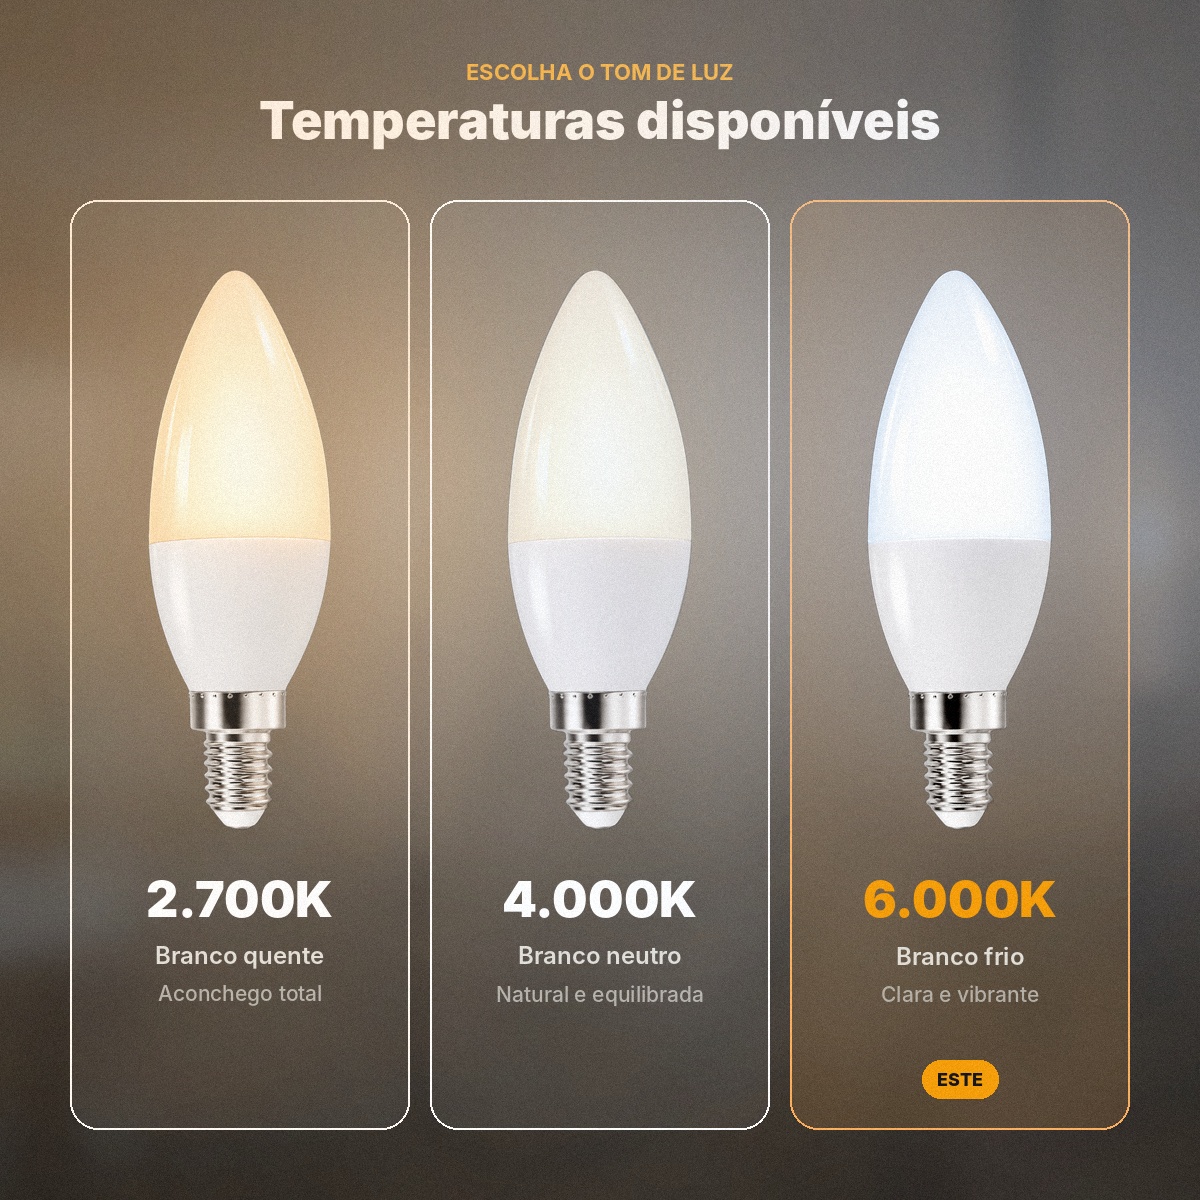 ESCOLHA O TOM DE LUZ
Temperaturas disponíveis
2.700K
Branco quente
Aconchego total
4.000K
Branco neutro
Natural e equilibrada
6.000K
Branco frio
Clara e vibrante
ESTE